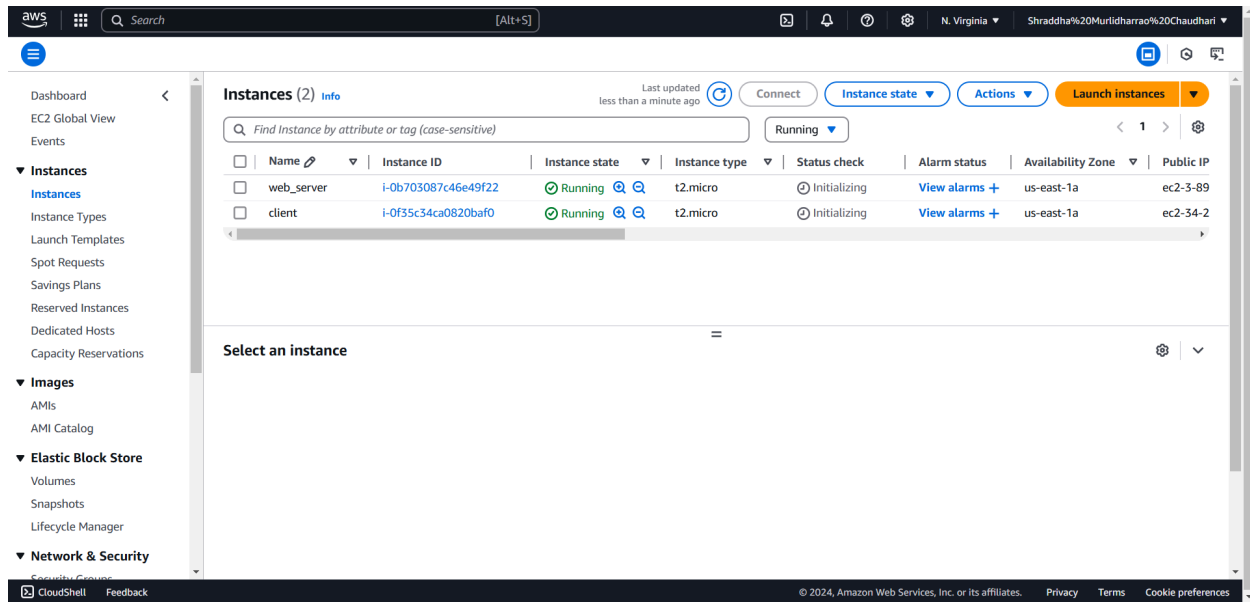 aws
Search [Alt+S]
N. Virginia
Shraddha%20Murlidharrao%20Chaudhari
Dashboard
EC2 Global View
Events
Instances
Instances
Instance Types
Launch Templates
Spot Requests
Savings Plans
Reserved Instances
Dedicated Hosts
Capacity Reservations
Images
AMIs
AMI Catalog
Elastic Block Store
Volumes
Snapshots
Lifecycle Manager
Network & Security
Security Groups
Instances (2) Info
Last updated
less than a minute ago
Connect
Instance state
Actions
Launch instances
Find Instance by attribute or tag (case-sensitive)
Running
1
Name Instance ID Instance state Instance type Status check Alarm status Availability Zone Public IP
web_server i-0b703087c46e49f22 Running t2.micro Initializing View alarms + us-east-1a ec2-3-89
client i-0f35c34ca0820baf0 Running t2.micro Initializing View alarms + us-east-1a ec2-34-2
Select an instance
CloudShell Feedback
© 2024, Amazon Web Services, Inc. or its affiliates. Privacy Terms Cookie preferences